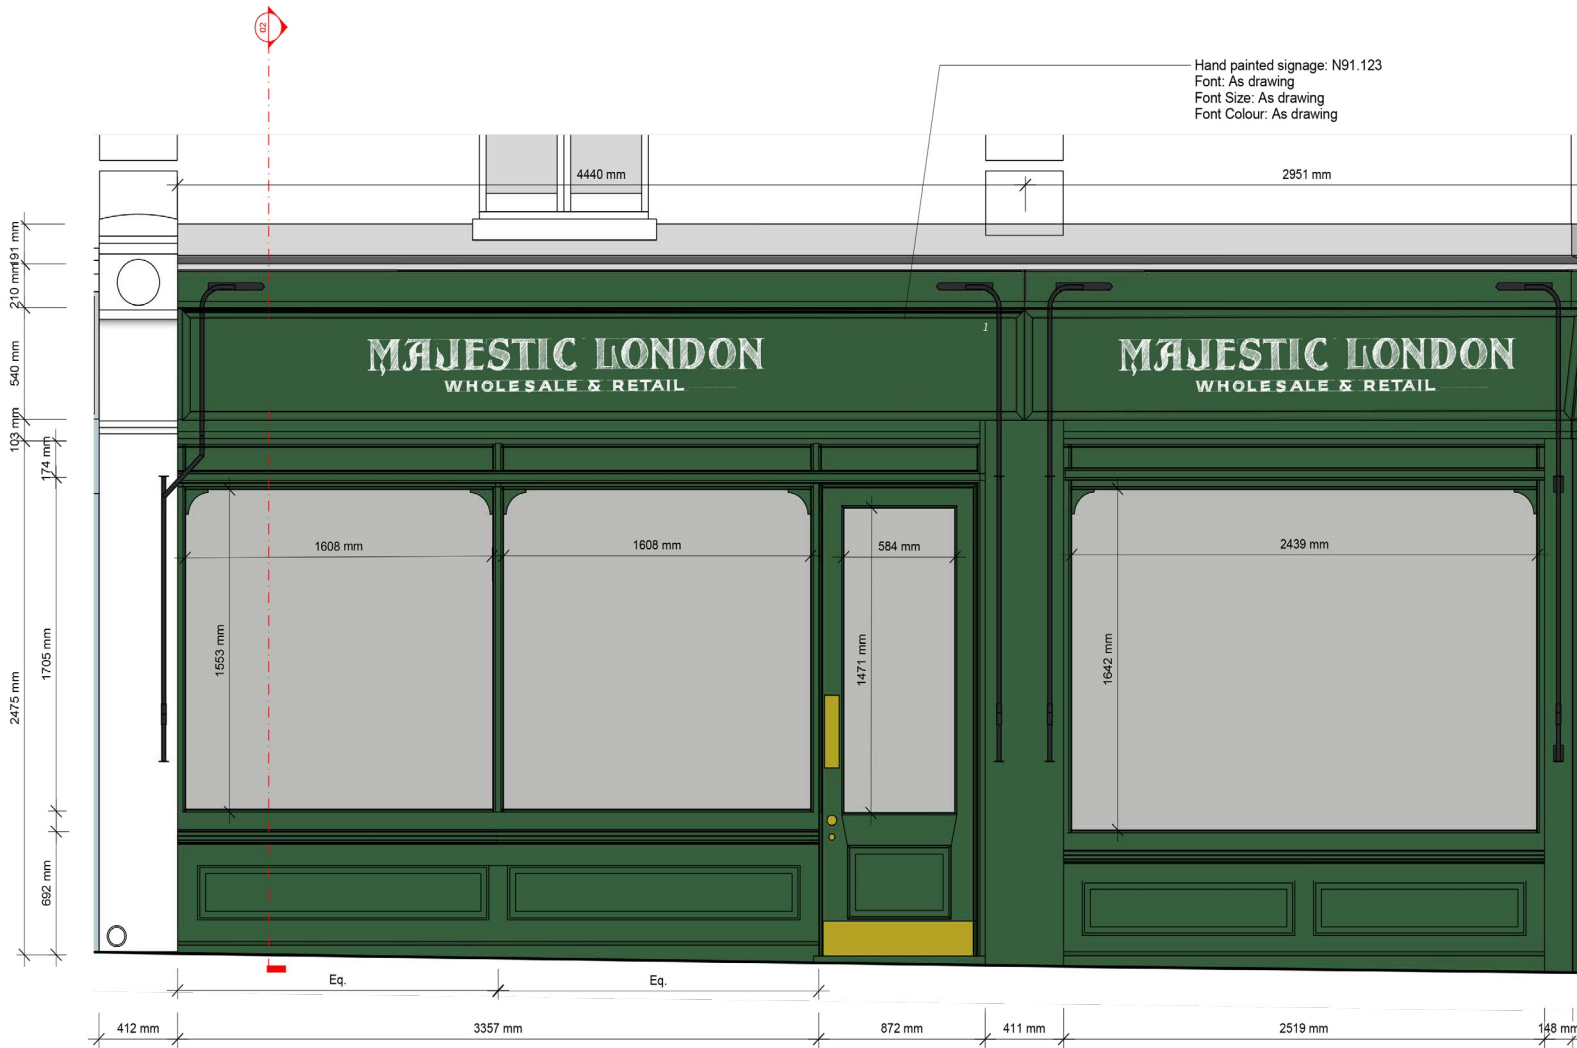 02
Hand painted signage: N91.123
Font: As drawing
Font Size: As drawing
Font Colour: As drawing
4440 mm
2951 mm
191 mm
210 mm
540 mm
103 mm
174 mm
1705 mm
2475 mm
692 mm
1
MAJESTIC LONDON
WHOLESALE & RETAIL
MAJESTIC LONDON
WHOLESALE & RETAIL
1608 mm
1608 mm
584 mm
2439 mm
1553 mm
1471 mm
1642 mm
Eq.
Eq.
412 mm
3357 mm
872 mm
411 mm
2519 mm
148 mm